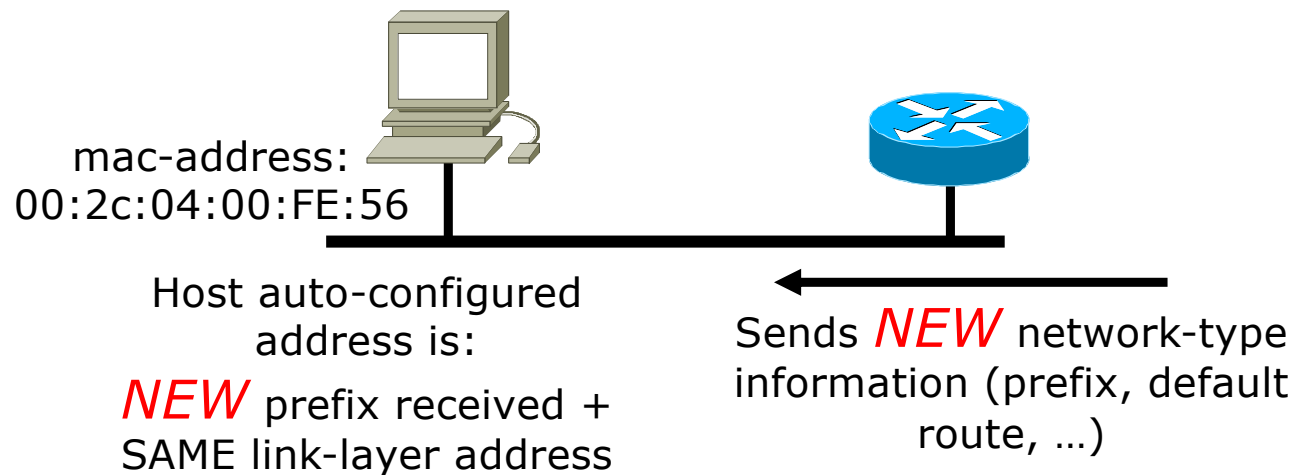 mac-address:
00:2c:04:00:FE:56
Host auto-configured
address is:
NEW prefix received +
SAME link-layer address
Sends NEW network-type
information (prefix, default
route, …)